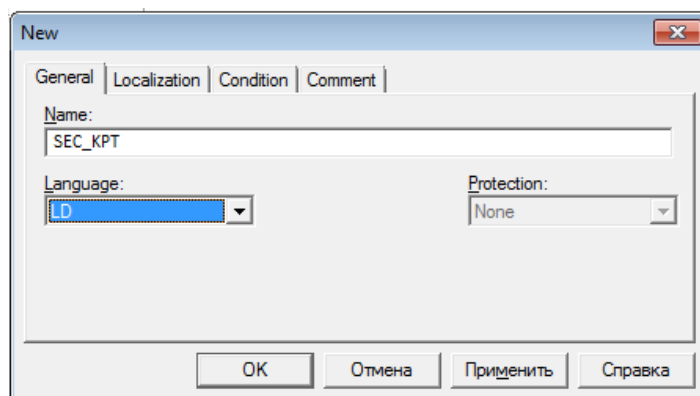 New
General Localization Condition Comment
Name:
SEC_KPT
Language: Protection:
LD None
OK Отмена Применить Справка